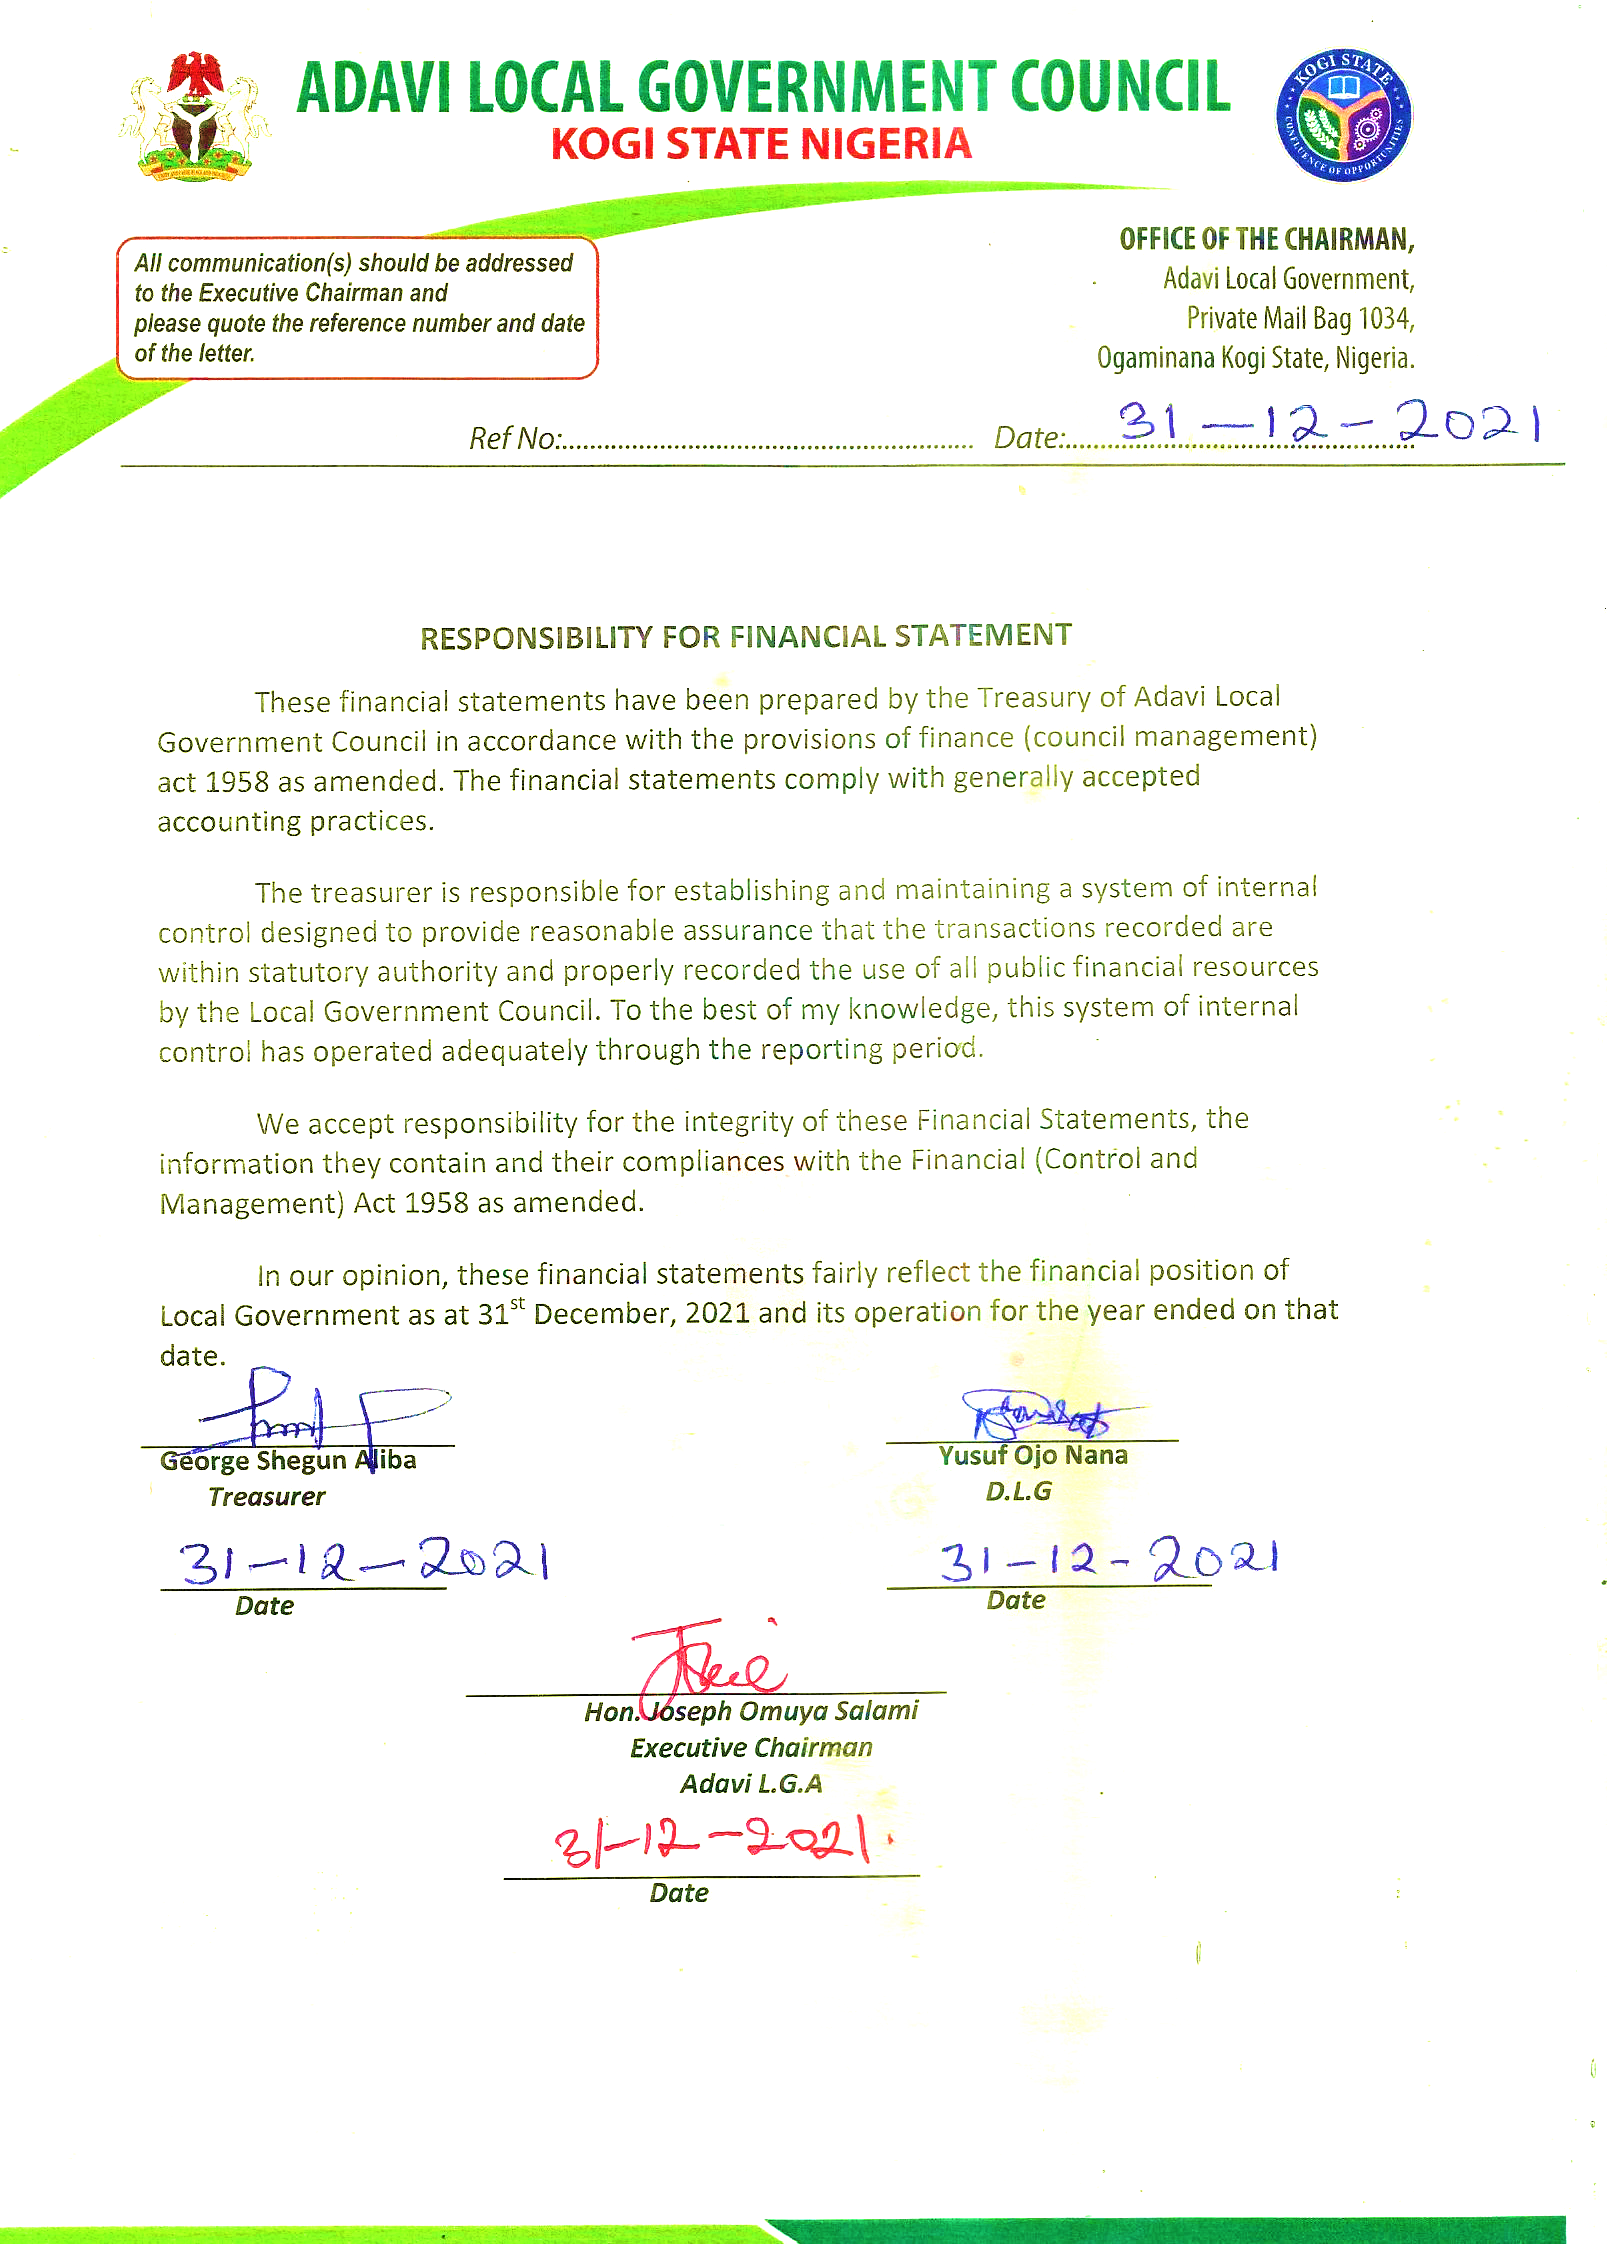 ADAVI LOCAL GOVERNMENT COUNCIL
KOGI STATE NIGERIA
KOGI STATE
CONFLUENCE OF OPPORTUNITIES
All communication(s) should be addressed
to the Executive Chairman and
please quote the reference number and date
of the letter.
OFFICE OF THE CHAIRMAN,
Adavi Local Government,
Private Mail Bag 1034,
Ogaminana Kogi State, Nigeria.
Ref No:.......................................................... Date:.................................................. 31-12-2021
RESPONSIBILITY FOR FINANCIAL STATEMENT
These financial statements have been prepared by the Treasury of Adavi Local
Government Council in accordance with the provisions of finance (council management)
act 1958 as amended. The financial statements comply with generally accepted
accounting practices.
The treasurer is responsible for establishing and maintaining a system of internal
control designed to provide reasonable assurance that the transactions recorded are
within statutory authority and properly recorded the use of all public financial resources
by the Local Government Council. To the best of my knowledge, this system of internal
control has operated adequately through the reporting period.
We accept responsibility for the integrity of these Financial Statements, the
information they contain and their compliances with the Financial (Control and
Management) Act 1958 as amended.
In our opinion, these financial statements fairly reflect the financial position of
Local Government as at 31st December, 2021 and its operation for the year ended on that
date.
George Shegun Aliba
Treasurer
31-12-2021
Date
Yusuf Ojo Nana
D.L.G
31-12-2021
Date
Hon. Joseph Omuya Salami
Executive Chairman
Adavi L.G.A
31-12-2021.
Date